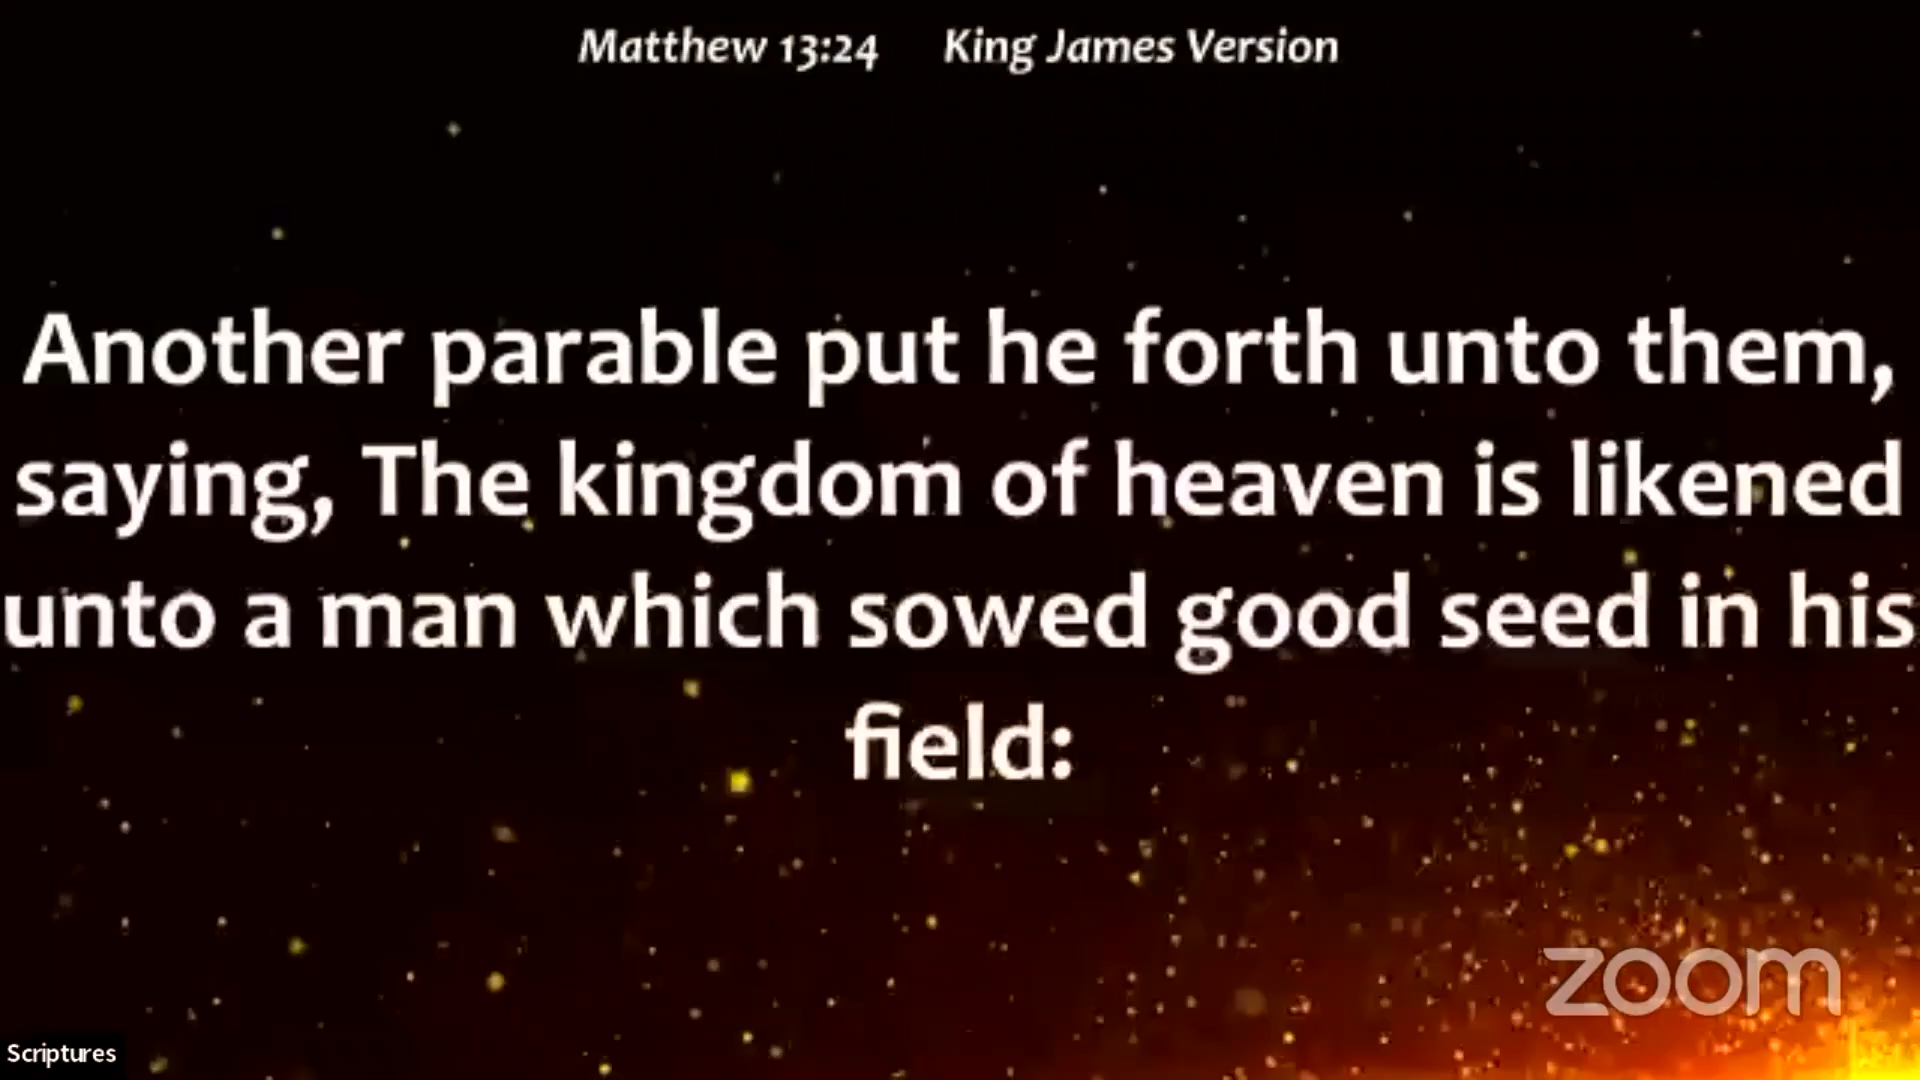 Matthew 13:24 King James Version
Another parable put he forth unto them,
saying, The kingdom of heaven is likened
unto a man which sowed good seed in his
field:
zoom
Scriptures